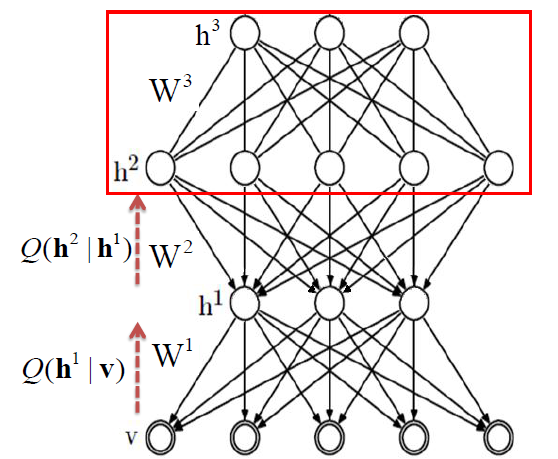 h³
W³
h²
Q(h² | h¹) W²
h¹
W¹
Q(h¹ | v)
v